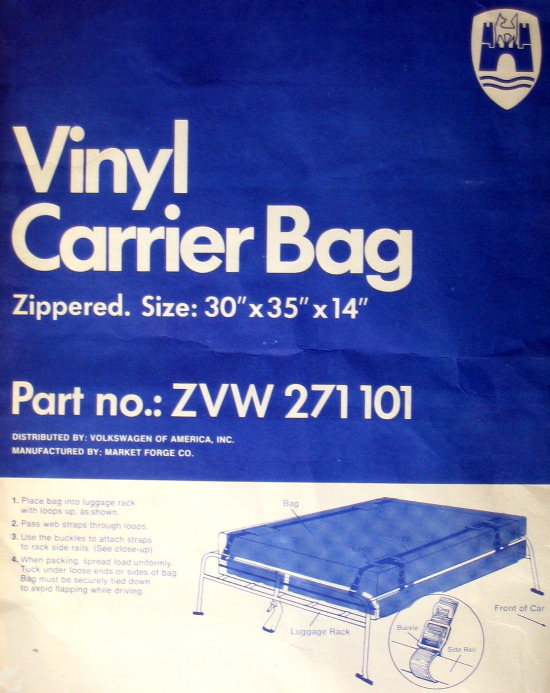 Vinyl
Carrier Bag
Zippered. Size: 30" x 35" x 14"
Part no.: ZVW 271 101
DISTRIBUTED BY: VOLKSWAGEN OF AMERICA, INC.
MANUFACTURED BY: MARKET FORGE CO.
1. Place bag into luggage rack
with loops up, as shown.
2. Pass web straps through loops.
3. Use the buckles to attach straps
to rack side rails. (See close-up)
4. When packing, spread load uniformly.
Tuck under loose ends or sides of bag.
Bag must be securely tied down
to avoid flapping while driving.
Bag
Loop
Strap
Luggage Rack
Buckle
Side Rail
Front of Car